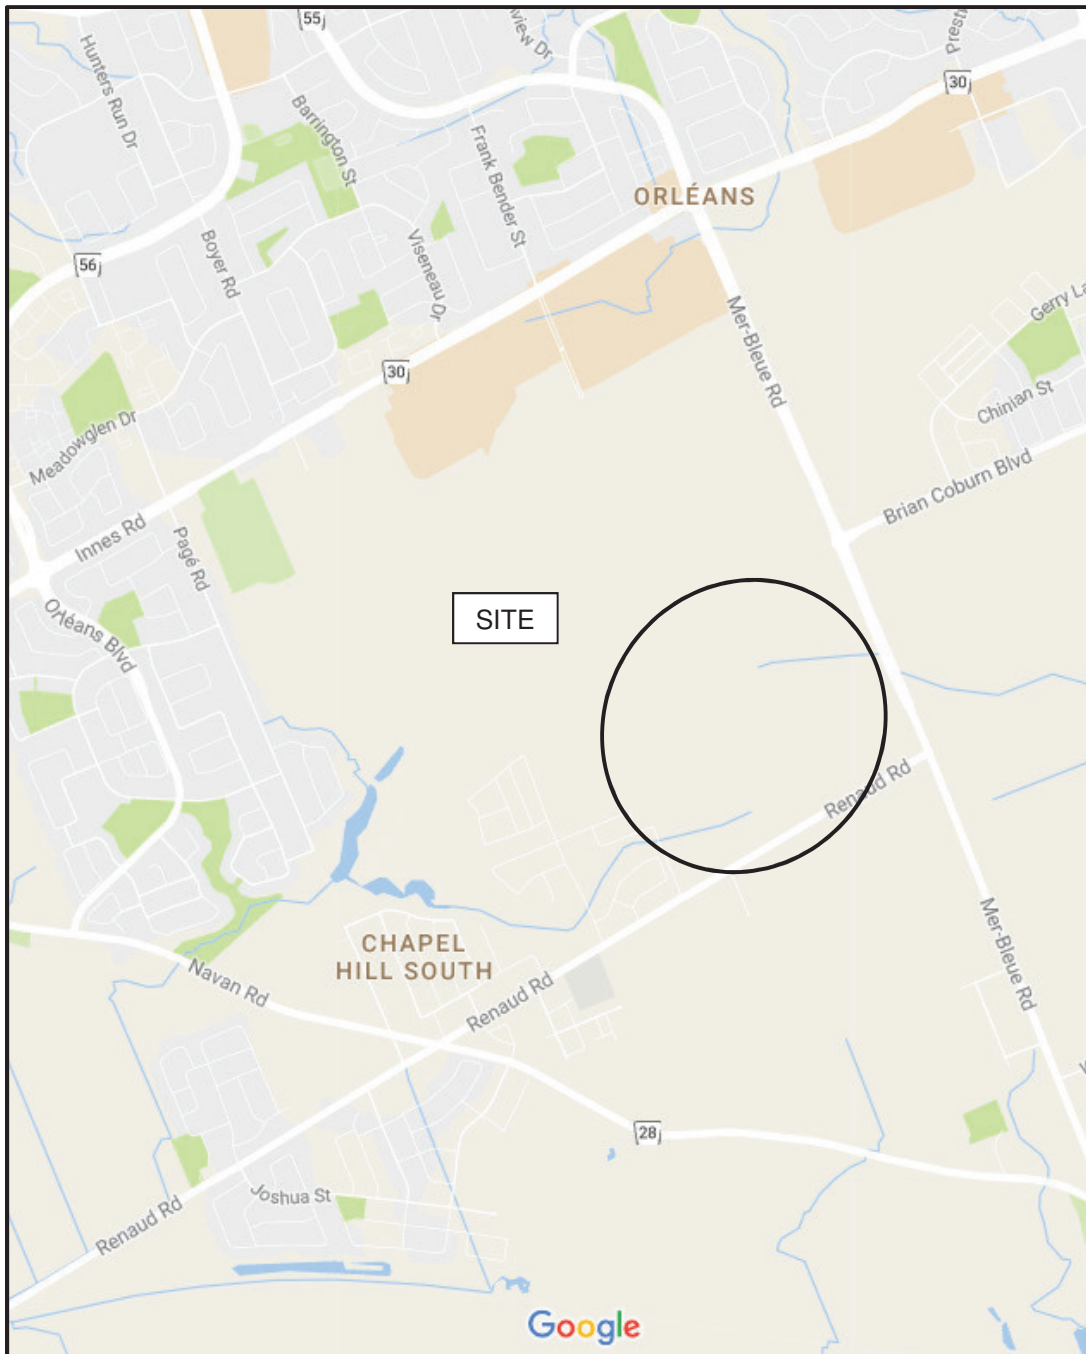 55
Hunters Run Dr
30
Barrington St
Frank Bender St
ORLÉANS
Boyer Rd
Viseneau Dr
56
Mer-Bleue Rd
30
Chinian St
Meadowglen Dr
Brian Coburn Blvd
Innes Rd
Pagé Rd
SITE
Orléans Blvd
Renaud Rd
CHAPEL
HILL SOUTH
Navan Rd
Renaud Rd
Mer-Bleue Rd
28
Joshua St
Renaud Rd
Google